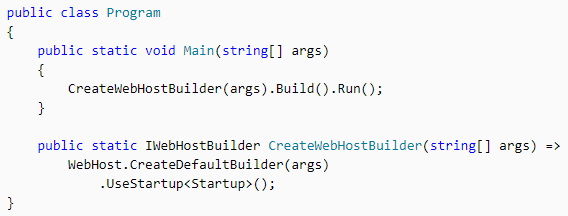 public class Program
{
    public static void Main(string[] args)
    {
        CreateWebHostBuilder(args).Build().Run();
    }

    public static IWebHostBuilder CreateWebHostBuilder(string[] args) =>
        WebHost.CreateDefaultBuilder(args)
            .UseStartup<Startup>();
}